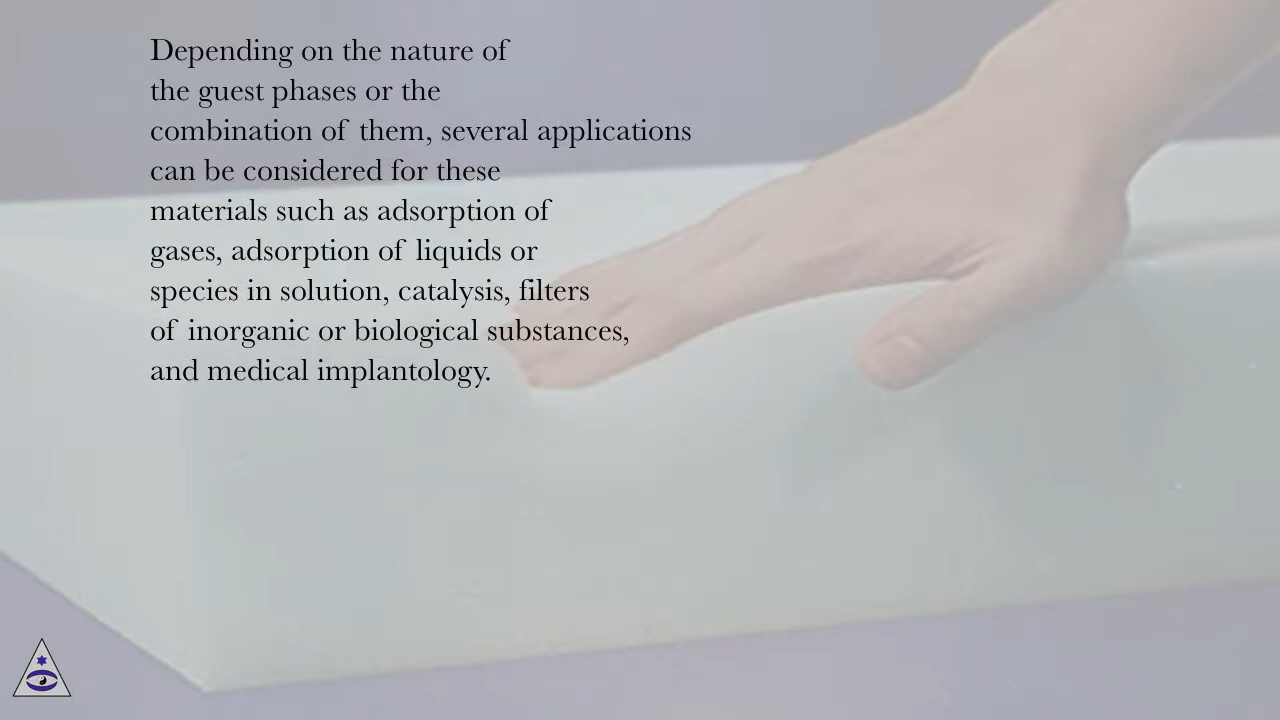 Depending on the nature of
the guest phases or the
combination of them, several applications
can be considered for these
materials such as adsorption of
gases, adsorption of liquids or
species in solution, catalysis, filters
of inorganic or biological substances,
and medical implantology.